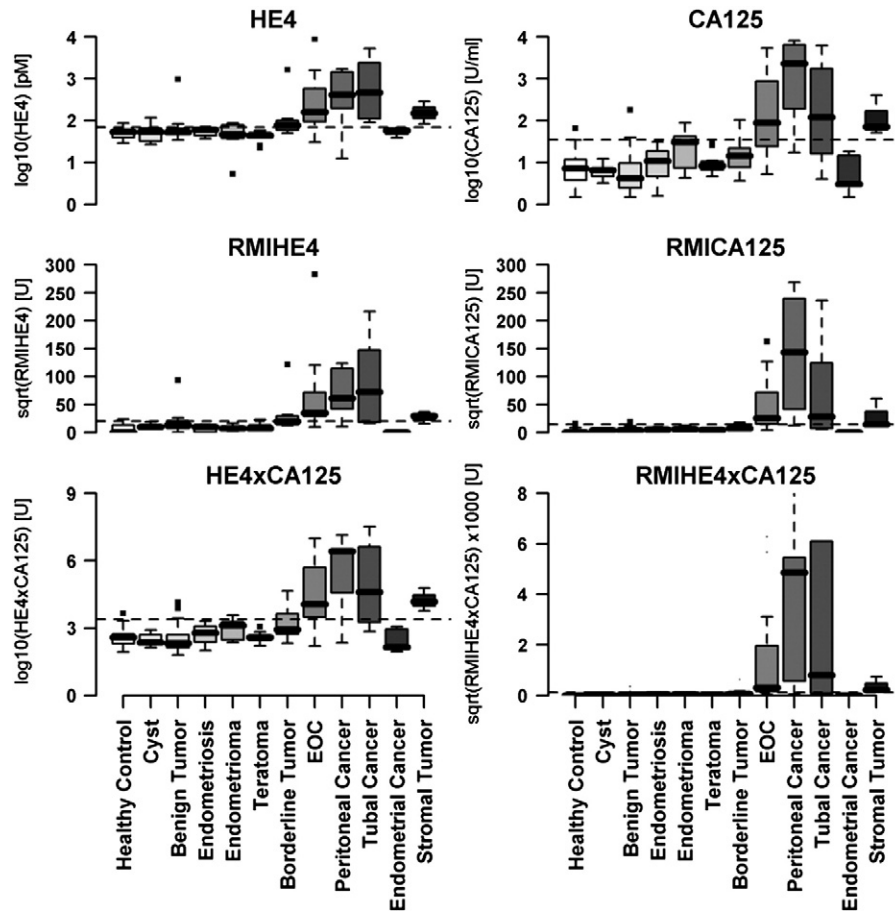 HE4
log10(HE4) [pM]
4
3
2
1
0
CA125
log10(CA125) [U/ml]
4
3
2
1
0
RMIHE4
sqrt(RMIHE4) [U]
300
250
200
150
100
50
0
RMICA125
sqrt(RMICA125) [U]
300
250
200
150
100
50
0
HE4xCA125
log10(HE4xCA125) [U]
9
6
3
0
RMIHE4xCA125
sqrt(RMIHE4xCA125) x1000 [U]
8
6
4
2
0
Healthy Control
Cyst
Benign Tumor
Endometriosis
Endometrioma
Teratoma
Borderline Tumor
EOC
Peritoneal Cancer
Tubal Cancer
Endometrial Cancer
Stromal Tumor
Healthy Control
Cyst
Benign Tumor
Endometriosis
Endometrioma
Teratoma
Borderline Tumor
EOC
Peritoneal Cancer
Tubal Cancer
Endometrial Cancer
Stromal Tumor